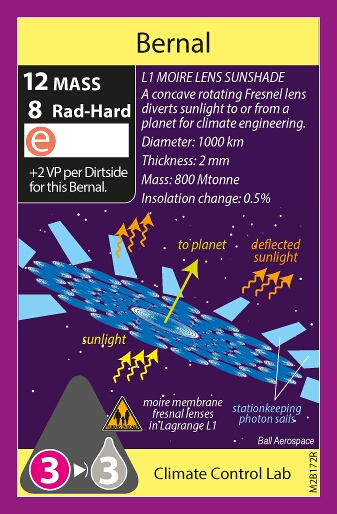 Bernal
12 MASS
8 Rad-Hard
e
+2 VP per Dirtside
for this Bernal.
L1 MOIRE LENS SUNSHADE
A concave rotating Fresnel lens
diverts sunlight to or from a
planet for climate engineering.
Diameter: 1000 km
Thickness: 2 mm
Mass: 800 Mtonne
Insolation change: 0.5%
to planet
deflected
sunlight
sunlight
moire membrane
fresnal lenses
in Lagrange L1
stationkeeping
photon sails
Ball Aerospace
3 3
Climate Control Lab
M2B172R